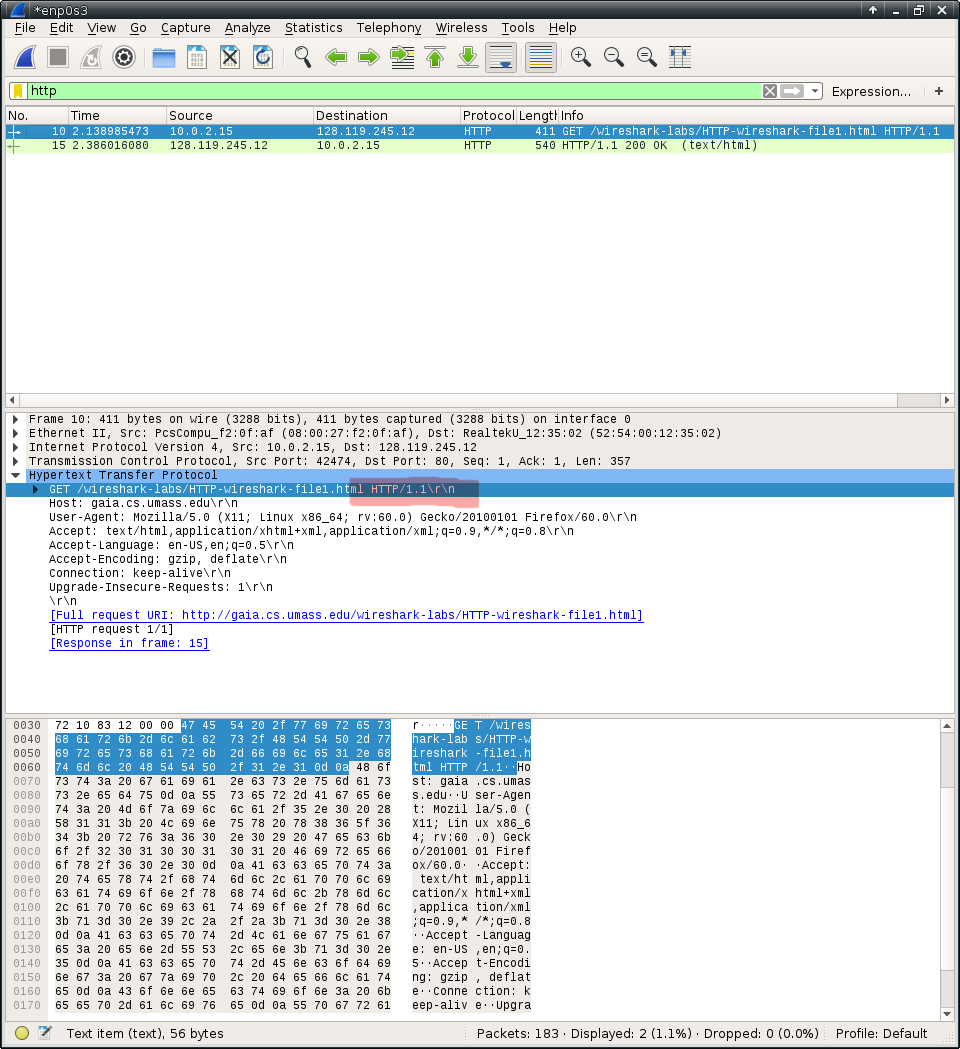 *enp0s3
File Edit View Go Capture Analyze Statistics Telephony Wireless Tools Help
http Expression... +
No. Time Source Destination Protocol Length Info
10 2.138985473 10.0.2.15 128.119.245.12 HTTP 411 GET /wireshark-labs/HTTP-wireshark-file1.html HTTP/1.1
15 2.386016080 128.119.245.12 10.0.2.15 HTTP 540 HTTP/1.1 200 OK  (text/html)
Frame 10: 411 bytes on wire (3288 bits), 411 bytes captured (3288 bits) on interface 0
Ethernet II, Src: PcsCompu_f2:0f:af (08:00:27:f2:0f:af), Dst: RealtekU_12:35:02 (52:54:00:12:35:02)
Internet Protocol Version 4, Src: 10.0.2.15, Dst: 128.119.245.12
Transmission Control Protocol, Src Port: 42474, Dst Port: 80, Seq: 1, Ack: 1, Len: 357
Hypertext Transfer Protocol
GET /wireshark-labs/HTTP-wireshark-file1.html HTTP/1.1\r\n
Host: gaia.cs.umass.edu\r\n
User-Agent: Mozilla/5.0 (X11; Linux x86_64; rv:60.0) Gecko/20100101 Firefox/60.0\r\n
Accept: text/html,application/xhtml+xml,application/xml;q=0.9,*/*;q=0.8\r\n
Accept-Language: en-US,en;q=0.5\r\n
Accept-Encoding: gzip, deflate\r\n
Connection: keep-alive\r\n
Upgrade-Insecure-Requests: 1\r\n
\r\n
[Full request URI: http://gaia.cs.umass.edu/wireshark-labs/HTTP-wireshark-file1.html]
[HTTP request 1/1]
[Response in frame: 15]
0030 72 10 83 12 00 00 47 45 54 20 2f 77 69 72 65 73 r·····GE T /wires
0040 68 61 72 6b 2d 6c 61 62 73 2f 48 54 54 50 2d 77 hark-lab s/HTTP-w
0050 69 72 65 73 68 61 72 6b 2d 66 69 6c 65 31 2e 68 ireshark -file1.h
0060 74 6d 6c 20 48 54 54 50 2f 31 2e 31 0d 0a 48 6f tml HTTP /1.1··Ho
0070 73 74 3a 20 67 61 69 61 2e 63 73 2e 75 6d 61 73 st: gaia .cs.umas
0080 73 2e 65 64 75 0d 0a 55 73 65 72 2d 41 67 65 6e s.edu··U ser-Agen
0090 74 3a 20 4d 6f 7a 69 6c 6c 61 2f 35 2e 30 20 28 t: Mozil la/5.0 (
00a0 58 31 31 3b 20 4c 69 6e 75 78 20 78 38 36 5f 36 X11; Lin ux x86_6
00b0 34 3b 20 72 76 3a 36 30 2e 30 29 20 47 65 63 6b 4; rv:60 .0) Geck
00c0 6f 2f 32 30 31 30 30 31 30 31 20 46 69 72 65 66 o/201001 01 Firef
00d0 6f 78 2f 36 30 2e 30 0d 0a 41 63 63 65 70 74 3a ox/60.0· ·Accept:
00e0 20 74 65 78 74 2f 68 74 6d 6c 2c 61 70 70 6c 69 text/ht ml,appli
00f0 63 61 74 69 6f 6e 2f 78 68 74 6d 6c 2b 78 6d 6c cation/x html+xml
0100 2c 61 70 70 6c 69 63 61 74 69 6f 6e 2f 78 6d 6c ,applica tion/xml
0110 3b 71 3d 30 2e 39 2c 2a 2f 2a 3b 71 3d 30 2e 38 ;q=0.9,* /*;q=0.8
0120 0d 0a 41 63 63 65 70 74 2d 4c 61 6e 67 75 61 67 ··Accept -Languag
0130 65 3a 20 65 6e 2d 55 53 2c 65 6e 3b 71 3d 30 2e e: en-US ,en;q=0.
0140 35 0d 0a 41 63 63 65 70 74 2d 45 6e 63 6f 64 69 5··Accep t-Encodi
0150 6e 67 3a 20 67 7a 69 70 2c 20 64 65 66 6c 61 74 ng: gzip , deflat
0160 65 0d 0a 43 6f 6e 6e 65 63 74 69 6f 6e 3a 20 6b e··Conne ction: k
0170 65 65 70 2d 61 6c 69 76 65 0d 0a 55 70 67 72 61 eep-aliv e··Upgra
Text item (text), 56 bytes Packets: 183 · Displayed: 2 (1.1%) · Dropped: 0 (0.0%) Profile: Default